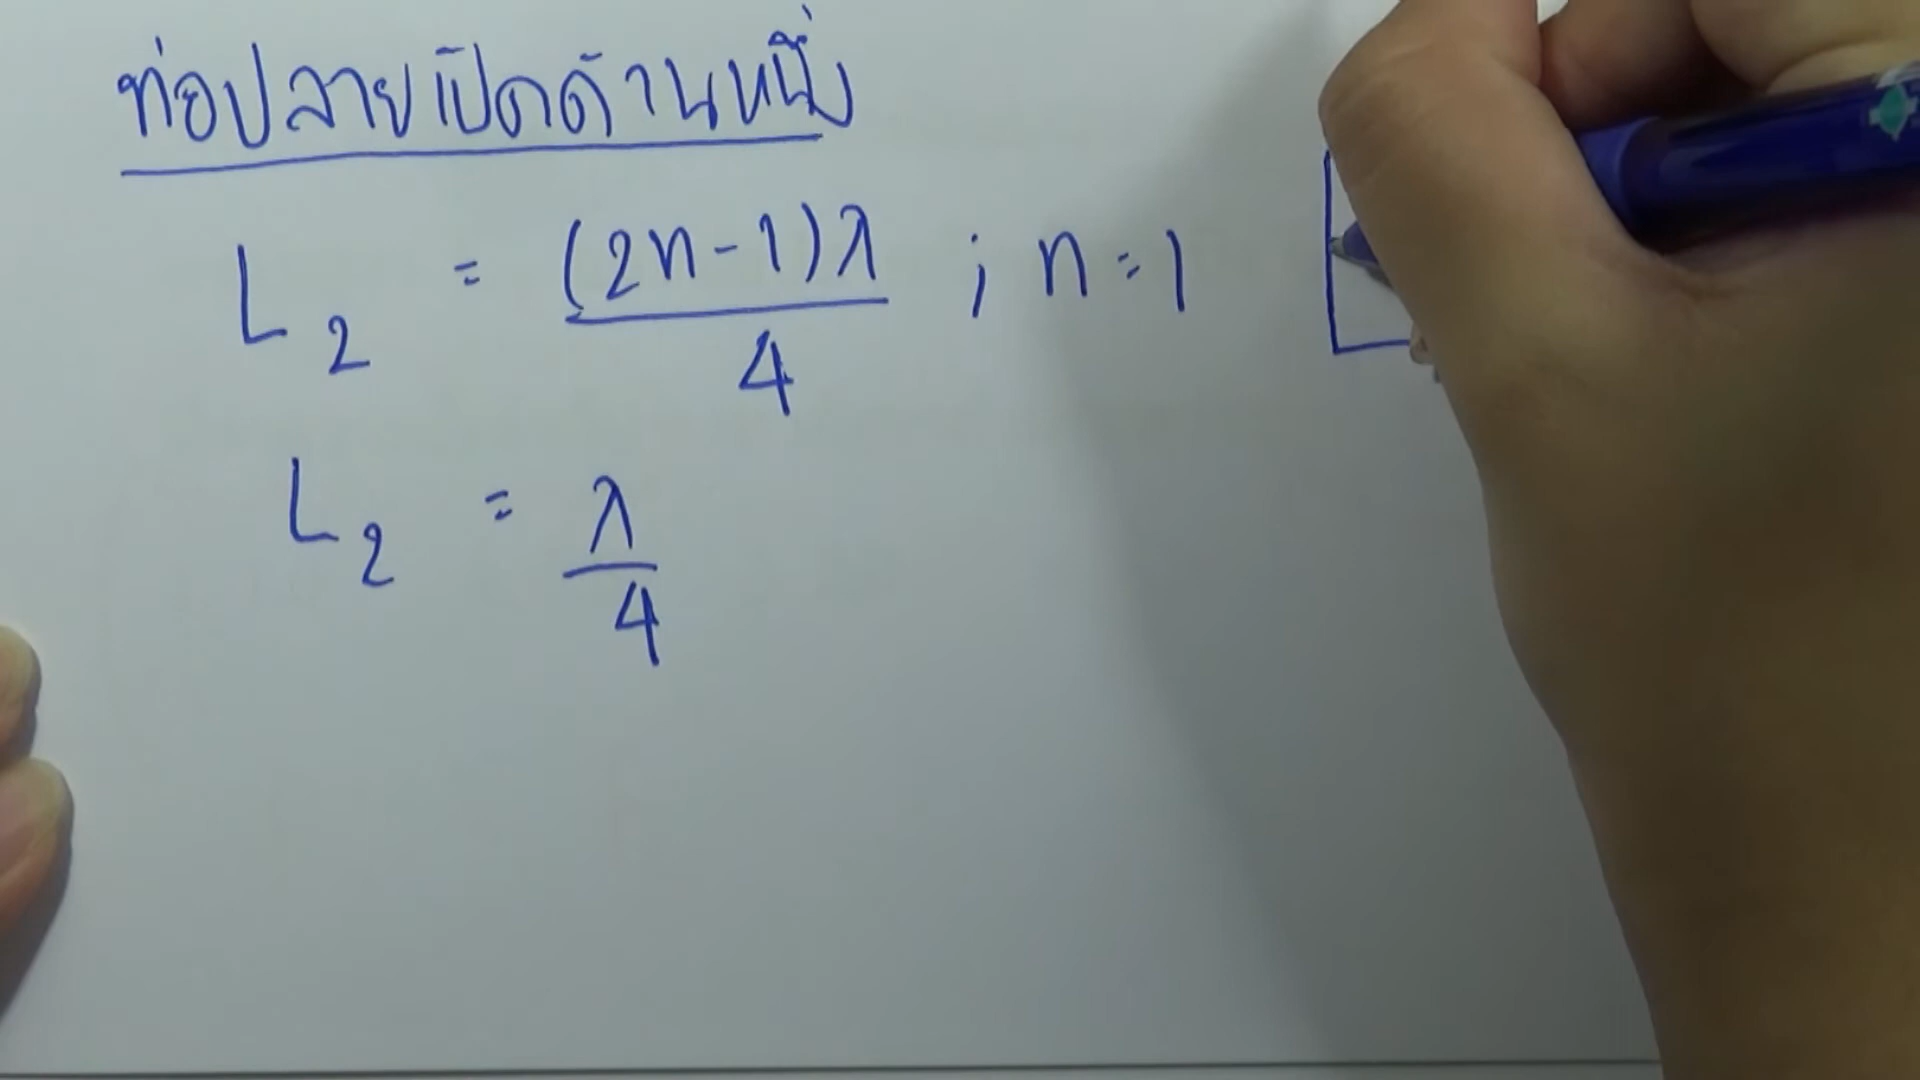 ท่อปลายเปิดด้านหนึ่ง
L₂ = (2n-1)λ/4 ; n = 1
L₂ = λ/4